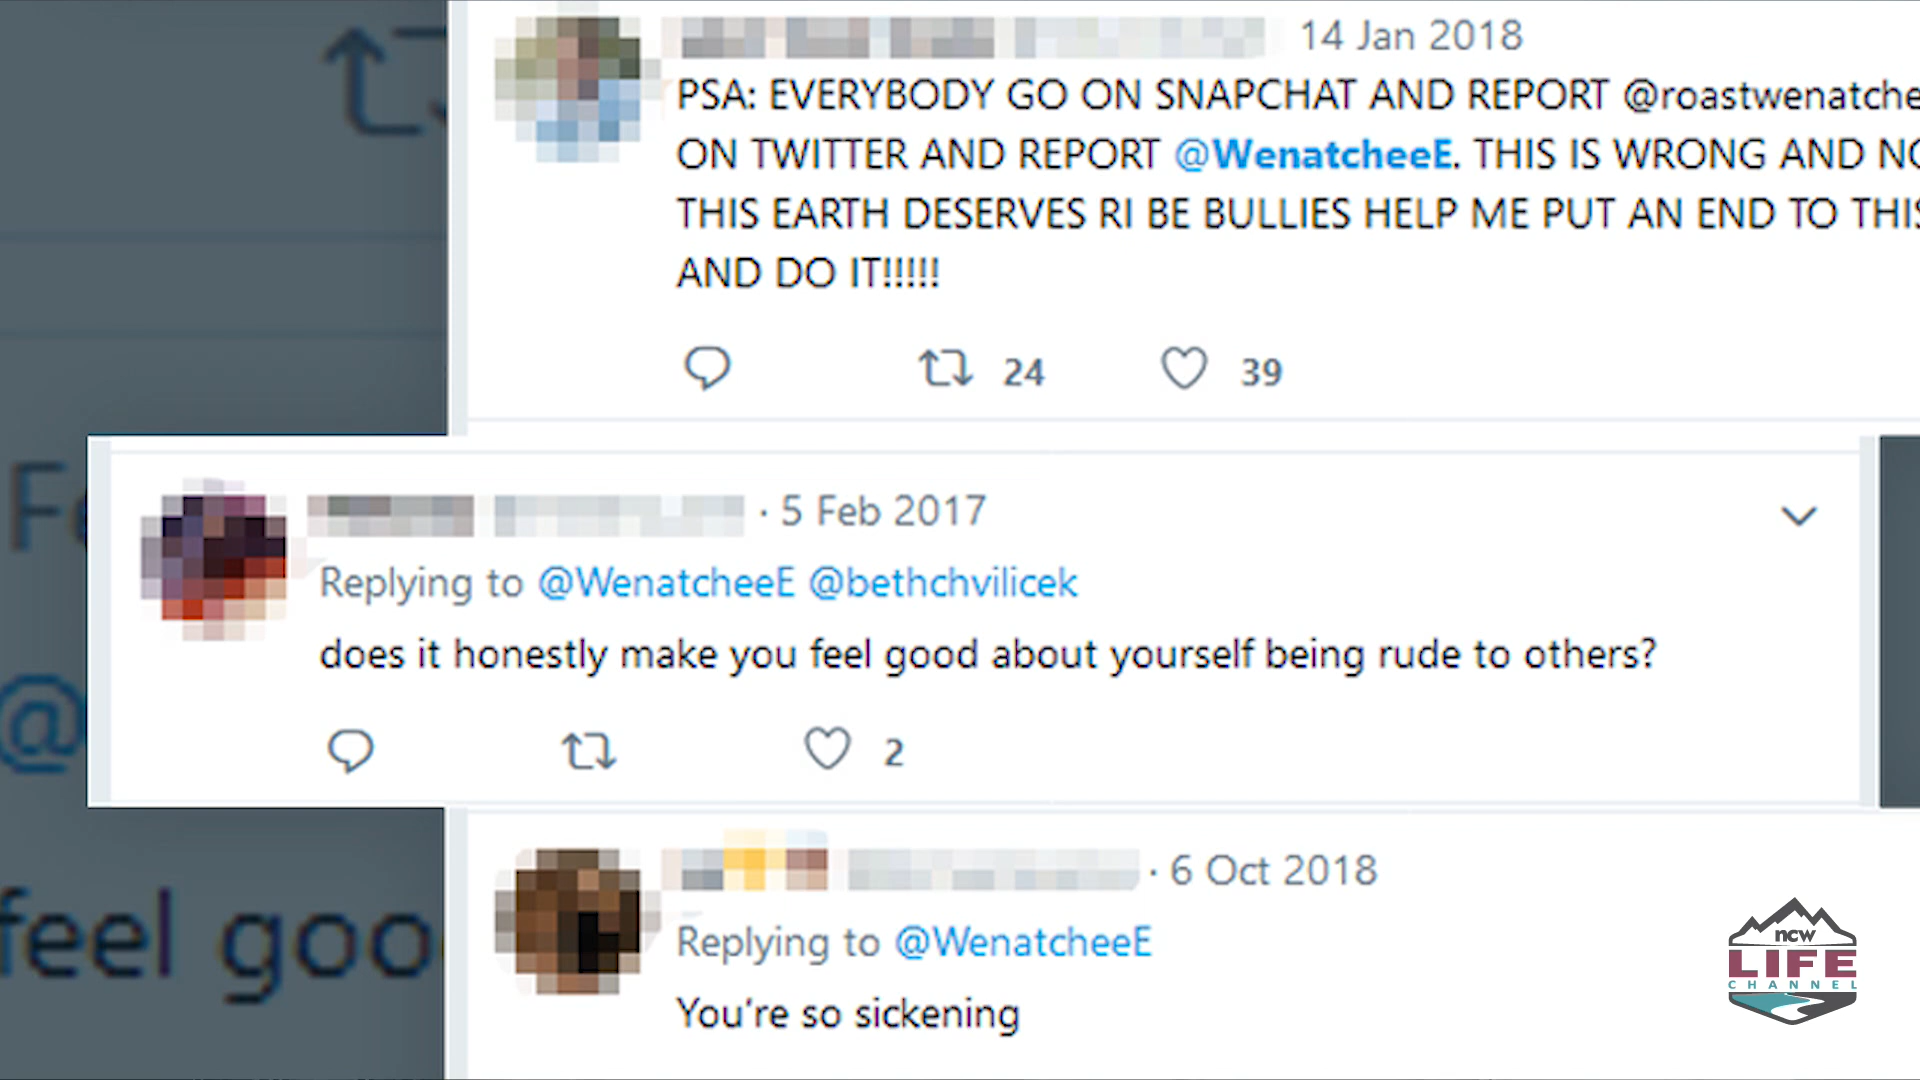 14 Jan 2018
PSA: EVERYBODY GO ON SNAPCHAT AND REPORT @roastwenatche
ON TWITTER AND REPORT @WenatcheeE. THIS IS WRONG AND NO
THIS EARTH DESERVES RI BE BULLIES HELP ME PUT AN END TO THIS
AND DO IT!!!!!
24 39
· 5 Feb 2017
Replying to @WenatcheeE @bethchvilicek
does it honestly make you feel good about yourself being rude to others?
2
· 6 Oct 2018
Replying to @WenatcheeE
You're so sickening
Fe
@
feel goo
ncw
LIFE
CHANNEL